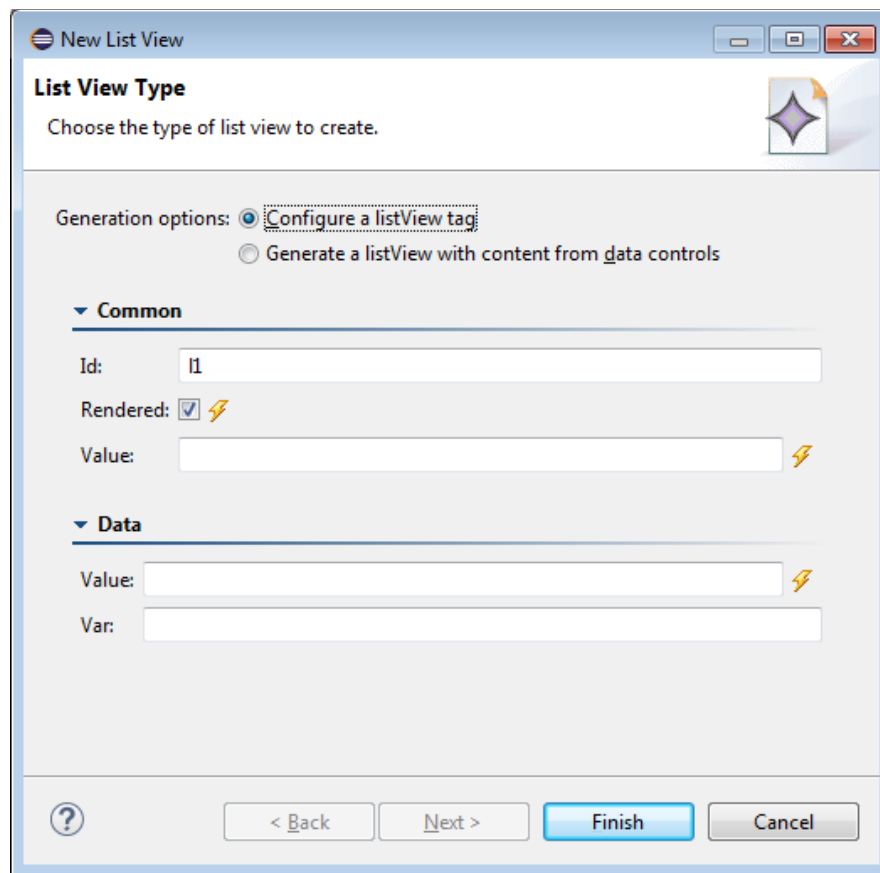 New List View
List View Type
Choose the type of list view to create.
Generation options: Configure a listView tag
Generate a listView with content from data controls
Common
Id: l1
Rendered:
Value:
Data
Value:
Var:
< Back Next > Finish Cancel